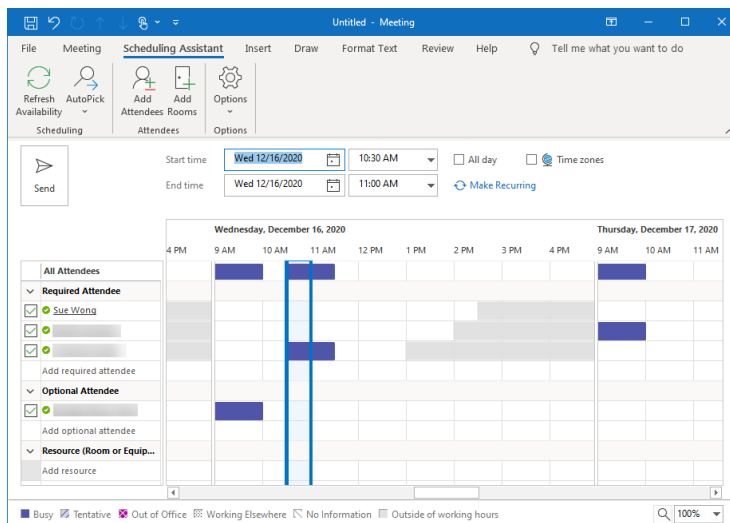 Untitled - Meeting
File Meeting Scheduling Assistant Insert Draw Format Text Review Help Tell me what you want to do
Refresh Availability
AutoPick
Add Attendees
Add Rooms
Options
Scheduling Attendees Options
Send
Start time Wed 12/16/2020 10:30 AM All day Time zones
End time Wed 12/16/2020 11:00 AM Make Recurring
Wednesday, December 16, 2020 Thursday, December 17, 2020
4 PM 9 AM 10 AM 11 AM 12 PM 1 PM 2 PM 3 PM 4 PM 9 AM 10 AM 11 AM
All Attendees
Required Attendee
Sue Wong
Add required attendee
Optional Attendee
Add optional attendee
Resource (Room or Equip...
Add resource
Busy Tentative Out of Office Working Elsewhere No Information Outside of working hours 100%